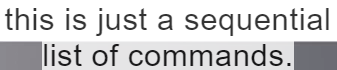 this is just a sequential
list of commands.